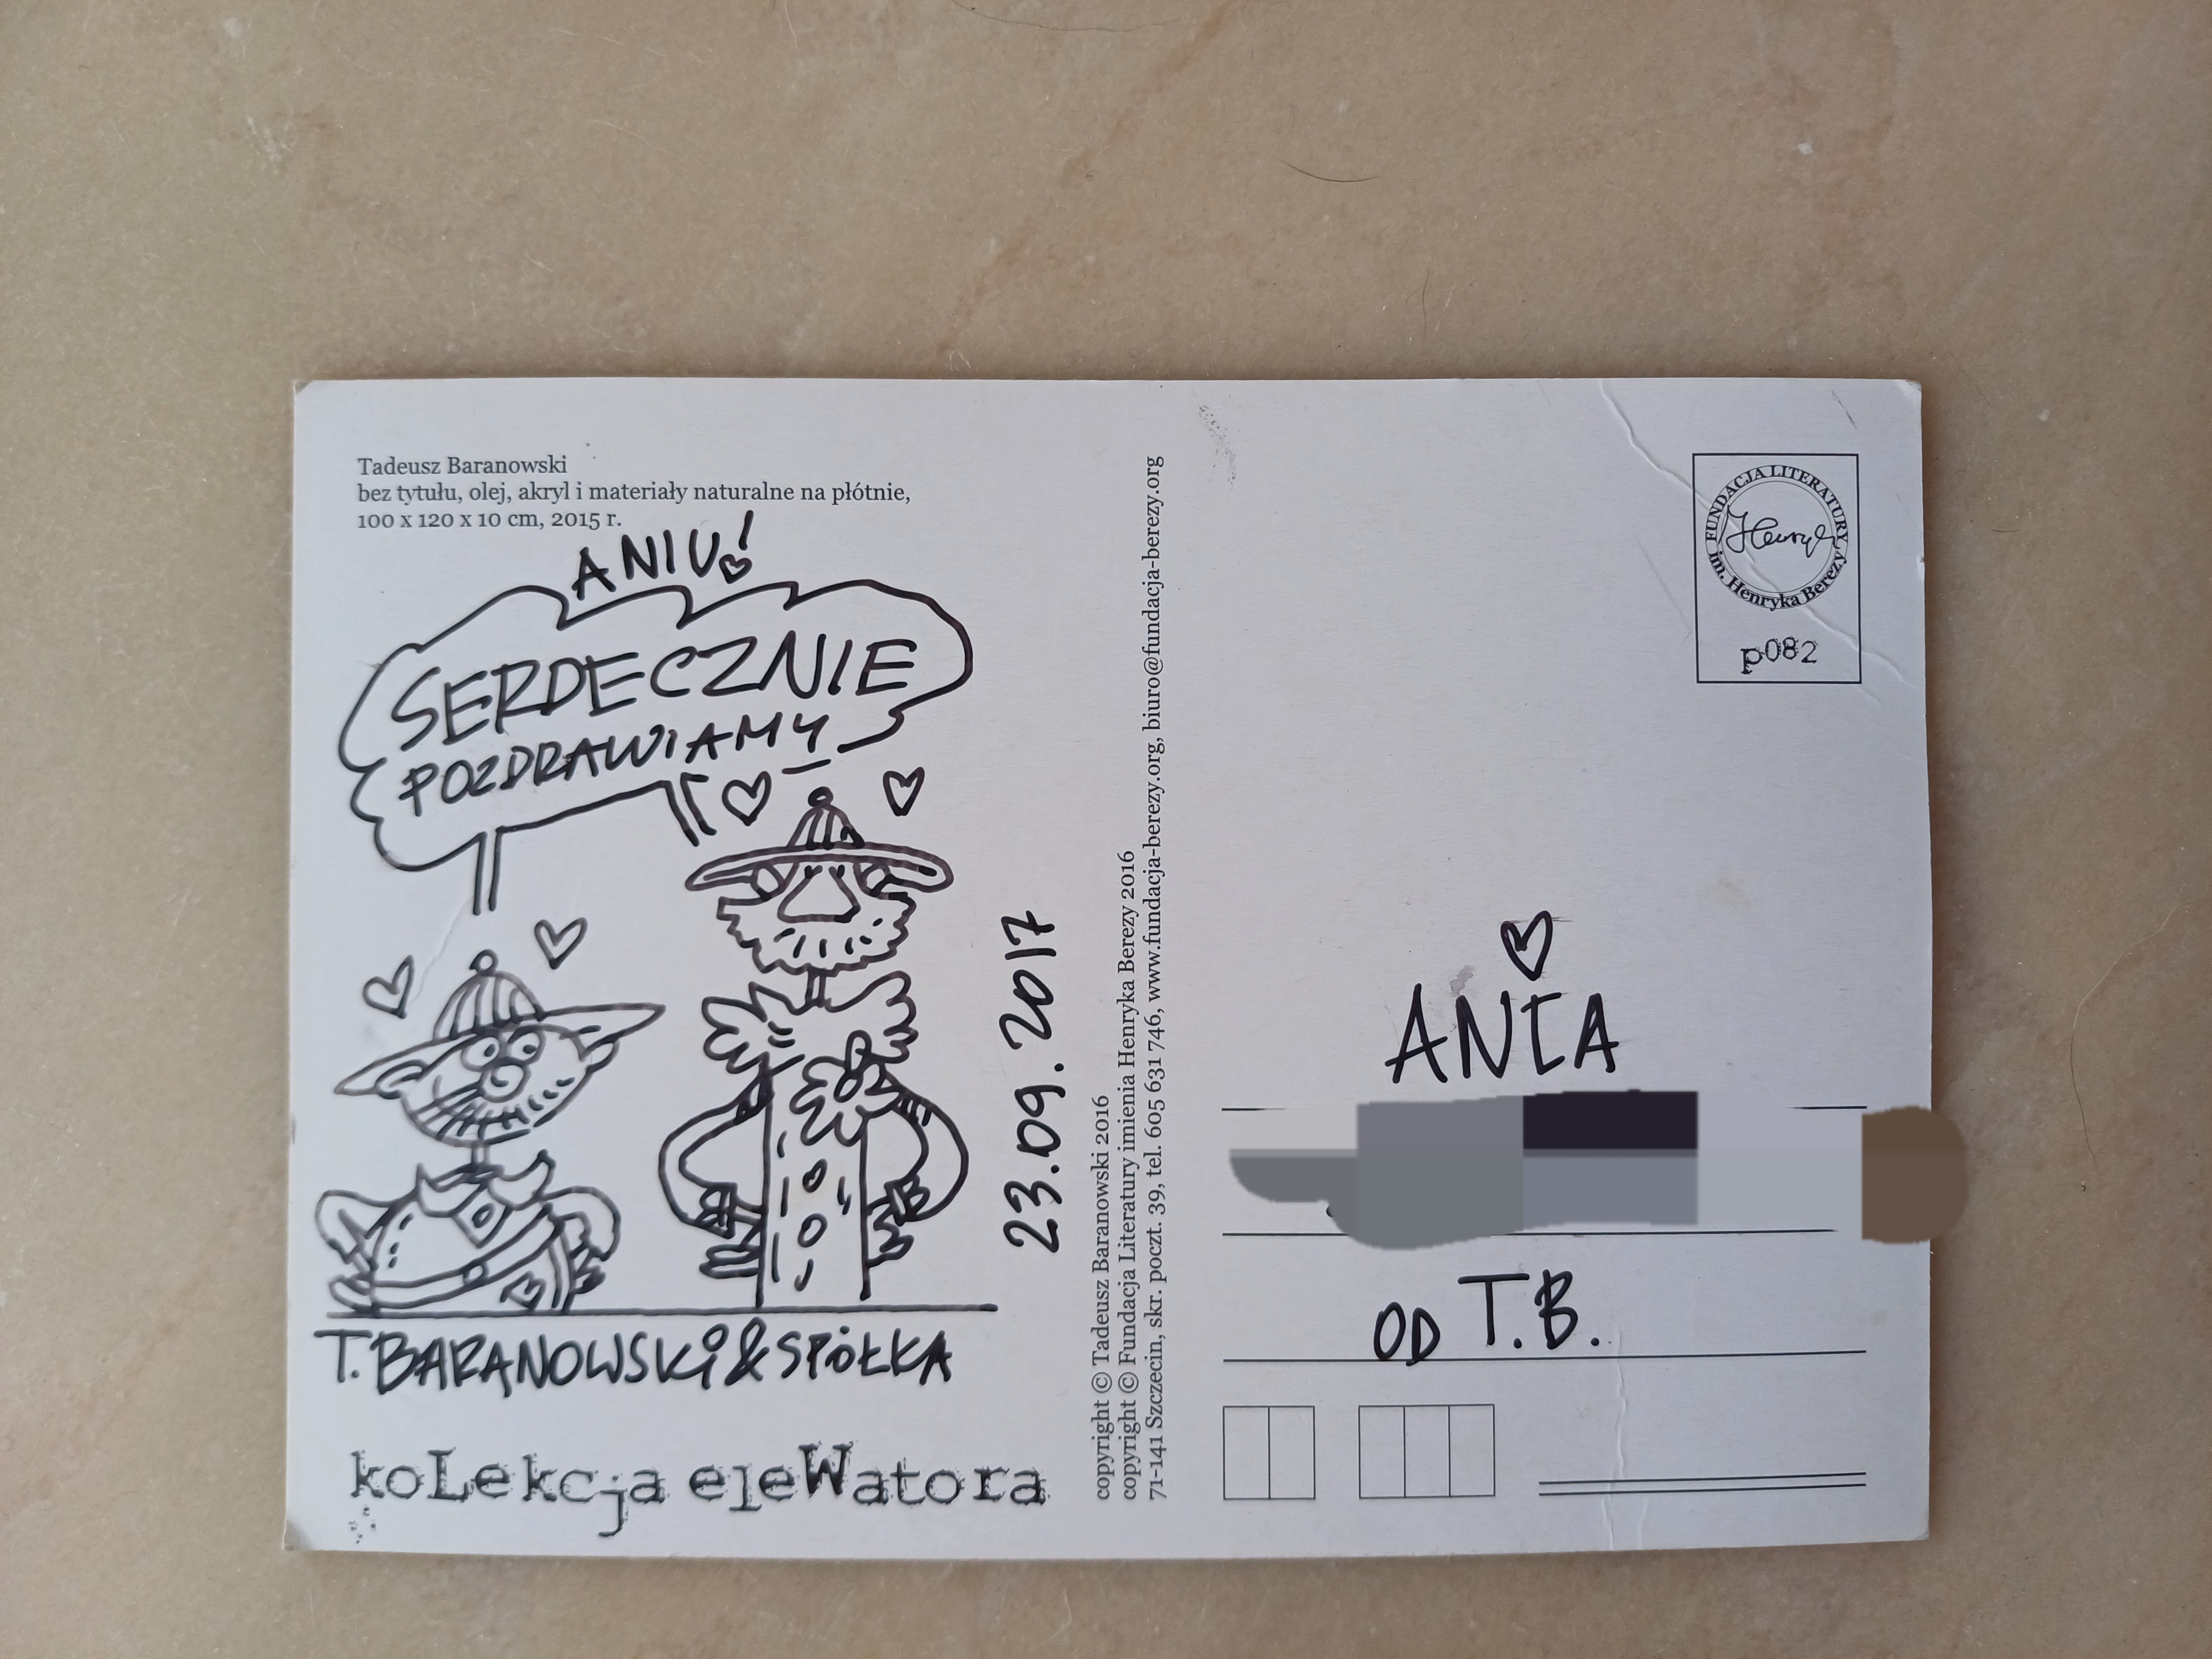 Tadeusz Baranowski
bez tytułu, olej, akryl i materiały naturalne na płótnie,
100 x 120 x 10 cm, 2015 r.
ANIU!
SERDECZNIE
POZDRAWIAMY
23.09.2017
T. BARANOWSKI & SPÓŁKA
koLekcja eleWatora
copyright © Tadeusz Baranowski 2016
copyright © Fundacja Literatury imienia Henryka Berezy 2016
71-141 Szczecin, skr. poczt. 39, tel. 605 631 746, www.fundacja-berezy.org, biuro@fundacja-berezy.org
FUNDACJA LITERATURY
im. Henryka Berezy
Henryk
p082
ANIA
OD T.B.